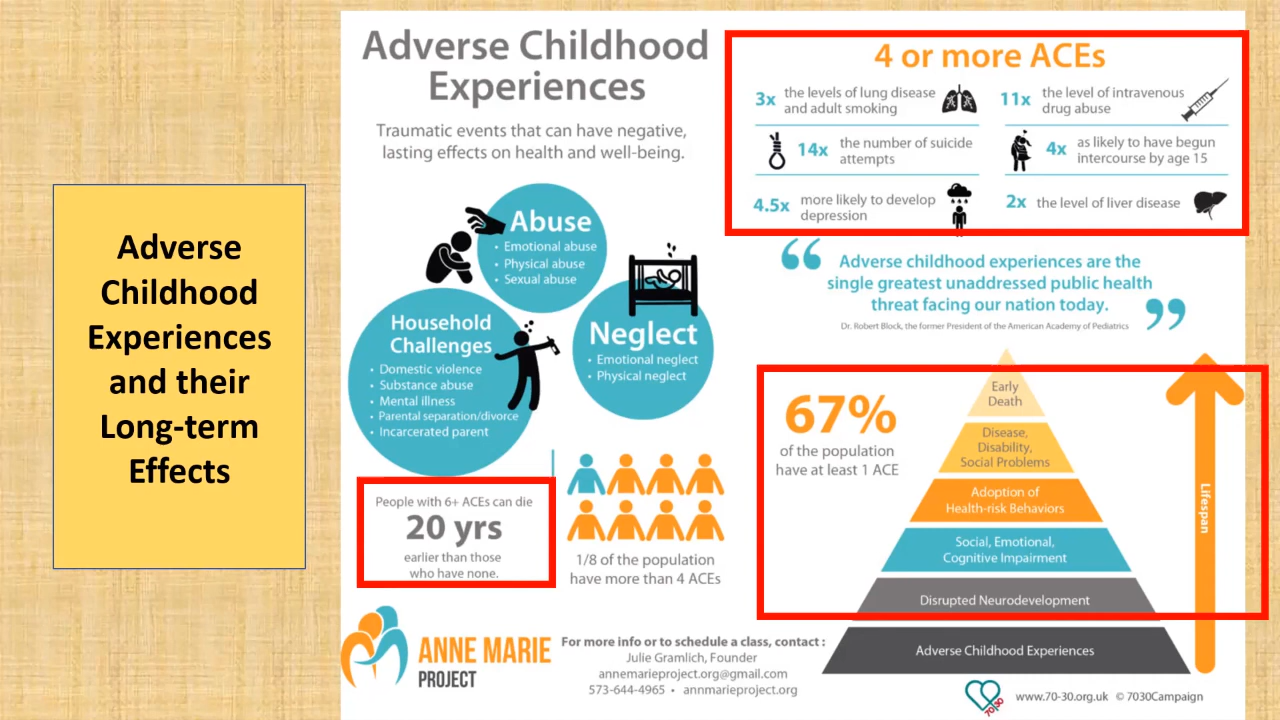 Adverse
Childhood
Experiences
and their
Long-term
Effects
Adverse Childhood
Experiences
Traumatic events that can have negative,
lasting effects on health and well-being.
Abuse
• Emotional abuse
• Physical abuse
• Sexual abuse
Household
Challenges
• Domestic violence
• Substance abuse
• Mental illness
• Parental separation/divorce
• Incarcerated parent
Neglect
• Emotional neglect
• Physical neglect
People with 6+ ACEs can die
20 yrs
earlier than those
who have none.
1/8 of the population
have more than 4 ACEs
4 or more ACEs
3x the levels of lung disease
and adult smoking
11x the level of intravenous
drug abuse
14x the number of suicide
attempts
4x as likely to have begun
intercourse by age 15
4.5x more likely to develop
depression
2x the level of liver disease
“ Adverse childhood experiences are the
single greatest unaddressed public health
threat facing our nation today. ”
Dr. Robert Block, the former President of the American Academy of Pediatrics
67%
of the population
have at least 1 ACE
Early
Death
Disease,
Disability,
Social Problems
Adoption of
Health-risk Behaviors
Social, Emotional,
Cognitive Impairment
Disrupted Neurodevelopment
Adverse Childhood Experiences
Lifespan
ANNE MARIE
PROJECT
For more info or to schedule a class, contact :
Julie Gramlich, Founder
annemarieproject.org@gmail.com
573-644-4965 • annmarieproject.org
70/30
www.70-30.org.uk © 7030Campaign